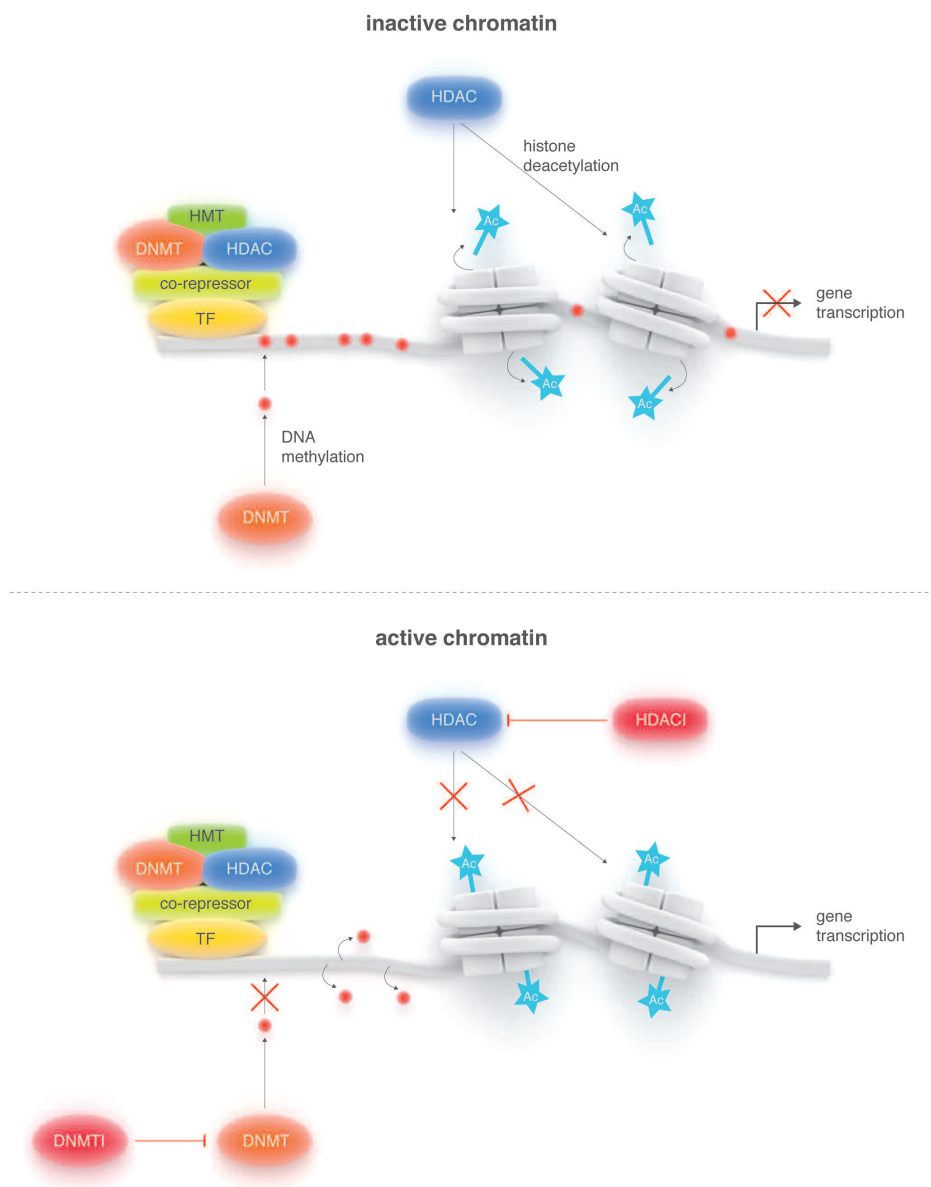 inactive chromatin
HDAC
histone
deacetylation
Ac
Ac
HMT
DNMT
HDAC
co-repressor
TF
gene
transcription
Ac
Ac
DNA
methylation
DNMT
active chromatin
HDAC
HDACI
HMT
DNMT
HDAC
co-repressor
TF
Ac
Ac
gene
transcription
Ac
Ac
DNMTI
DNMT